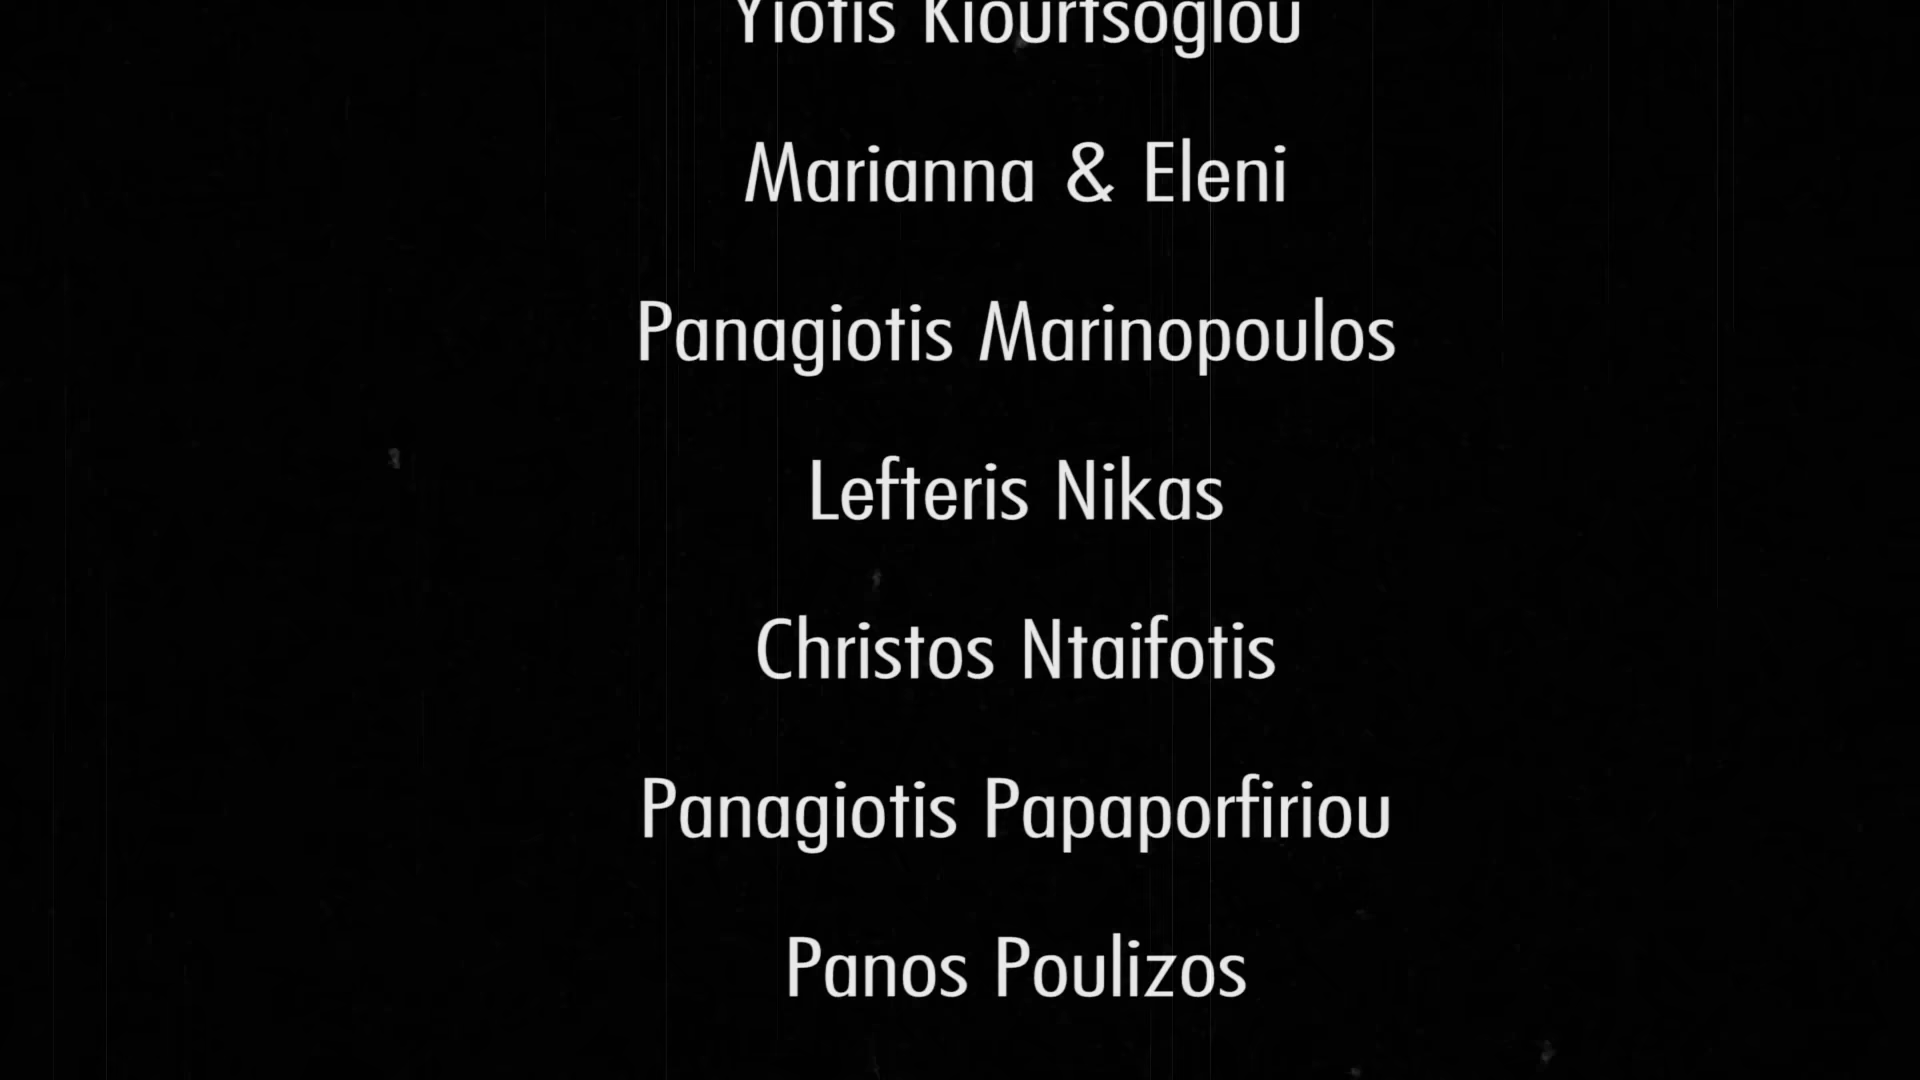 Yiotis Kiourtsoglou
Marianna & Eleni
Panagiotis Marinopoulos
Lefteris Nikas
Christos Ntaifotis
Panagiotis Papaporfiriou
Panos Poulizos